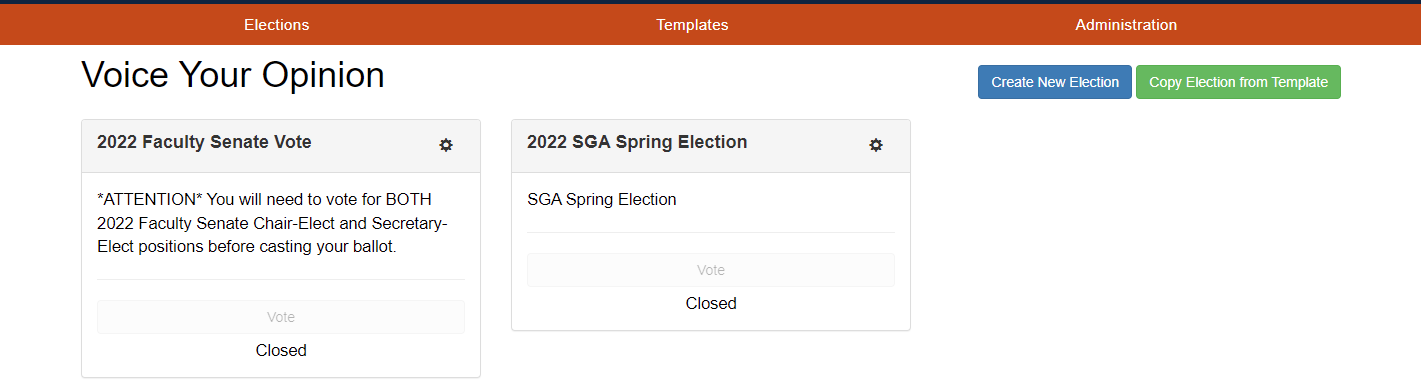 Elections
Templates
Administration
Voice Your Opinion
Create New Election
Copy Election from Template
2022 Faculty Senate Vote
*ATTENTION* You will need to vote for BOTH
2022 Faculty Senate Chair-Elect and Secretary-
Elect positions before casting your ballot.
Vote
Closed
2022 SGA Spring Election
SGA Spring Election
Vote
Closed